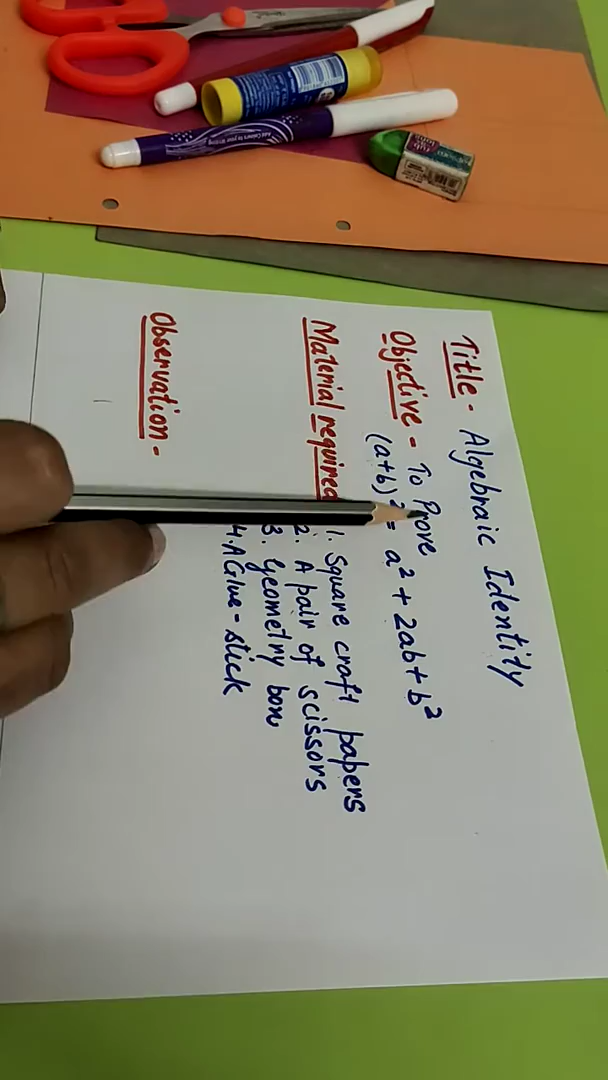 Title - Algebraic Identity
Objective - To Prove
(a+b)² = a² + 2ab + b²
Material required
1. Square craft papers
2. A pair of scissors
3. Geometry box
4. A Glue - stick
Observation -